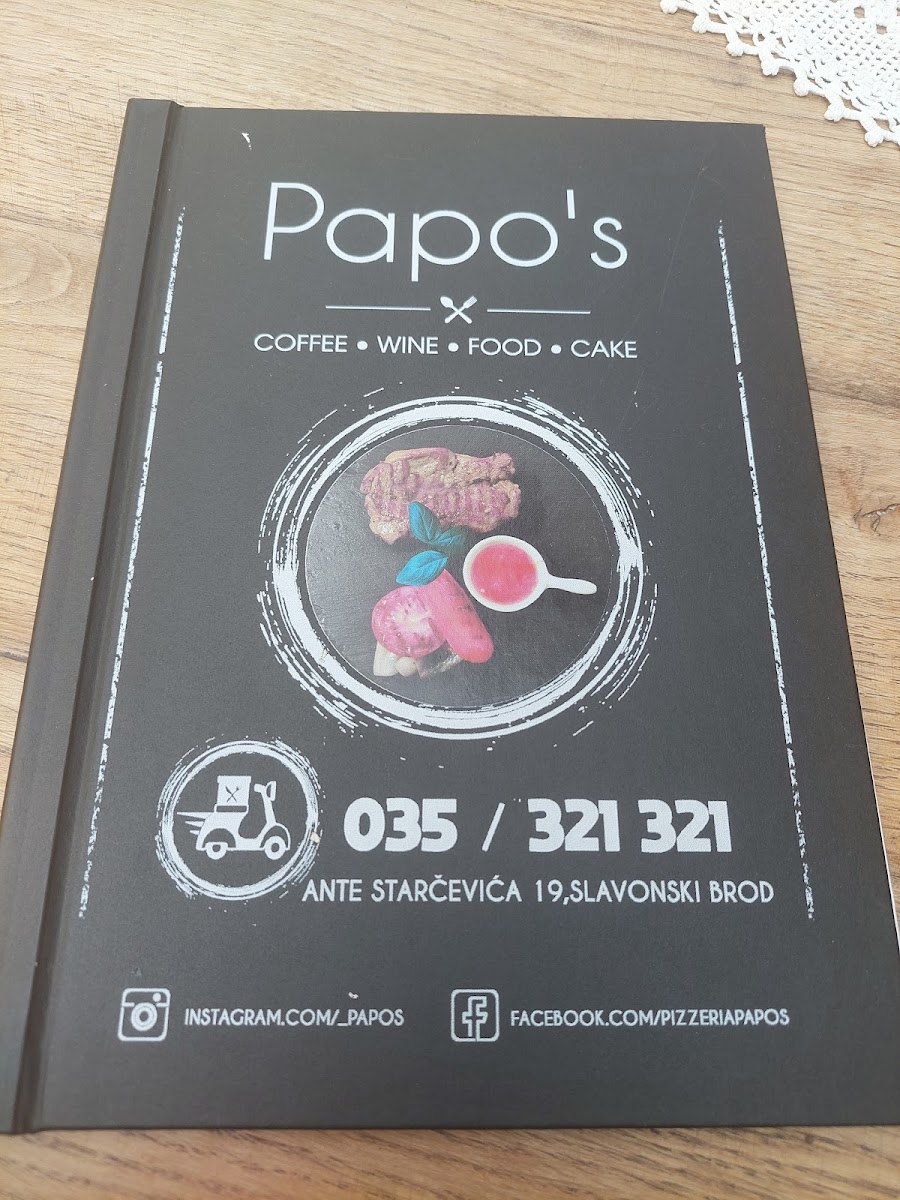 Papo's
COFFEE • WINE • FOOD • CAKE
035 / 321 321
ANTE STARČEVIĆA 19,SLAVONSKI BROD
INSTAGRAM.COM/_PAPOS
FACEBOOK.COM/PIZZERIAPAPOS